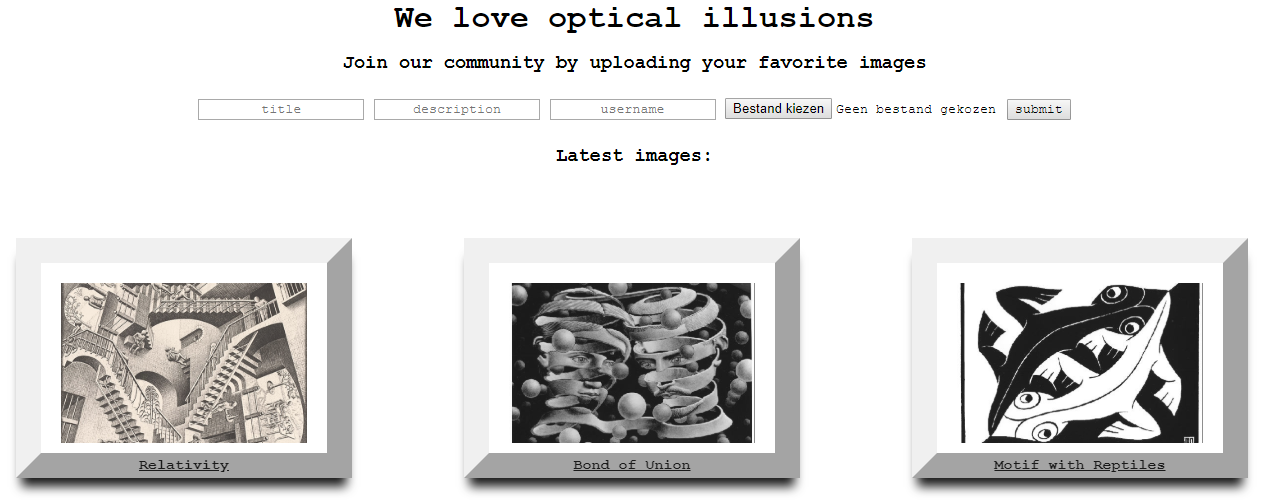 We love optical illusions
Join our community by uploading your favorite images
title description username Bestand kiezen Geen bestand gekozen submit
Latest images:
Relativity Bond of Union Motif with Reptiles